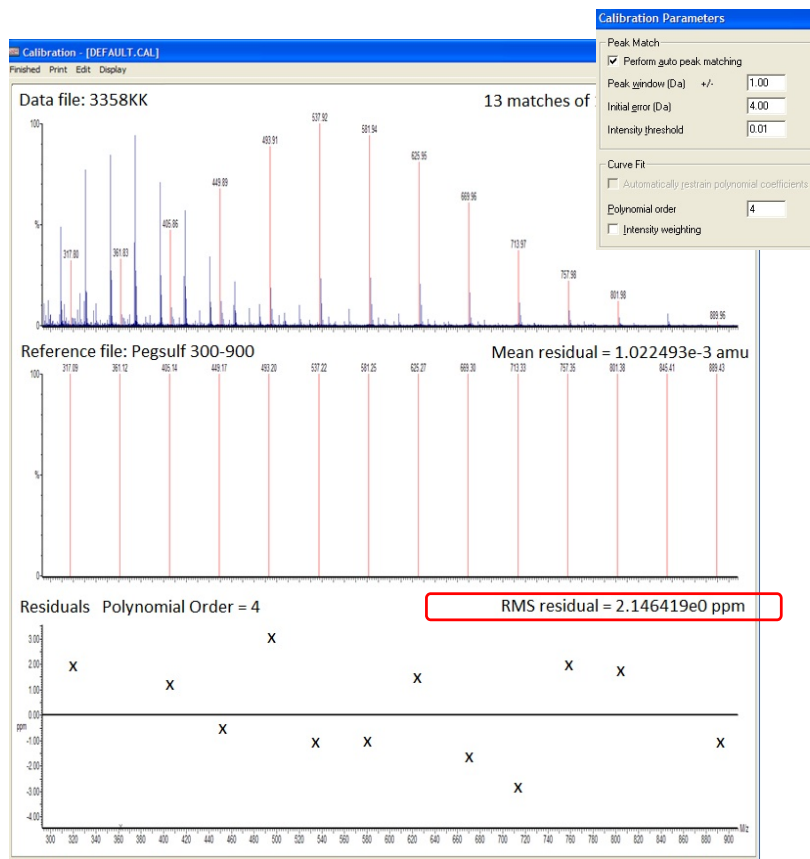 Calibration Parameters
Peak Match
Perform auto peak matching
Peak window (Da) +/- 1.00
Initial error (Da) 4.00
Intensity threshold 0.01
Curve Fit
Automatically restrain polynomial coefficients
Polynomial order 4
Intensity weighting
Calibration - [DEFAULT.CAL]
Finished Print Edit Display
Data file: 3358KK 13 matches of
100
%
0
317.80 361.83 405.86 449.89 493.91 537.92 581.94 625.95 669.96 713.97 757.98 801.98 889.96
Reference file: Pegsulf 300-900 Mean residual = 1.022493e-3 amu
317.09 361.12 405.14 449.17 493.20 537.22 581.25 625.27 669.30 713.33 757.35 801.38 845.41 889.43
100
%
0
Residuals Polynomial Order = 4 RMS residual = 2.146419e0 ppm
3.00
2.00
1.00
0.00
ppm
-1.00
-2.00
-3.00
-4.00
x x x x x x x x x x x x x
300 320 340 360 380 400 420 440 460 480 500 520 540 560 580 600 620 640 660 680 700 720 740 760 780 800 820 840 860 880 900 M/z